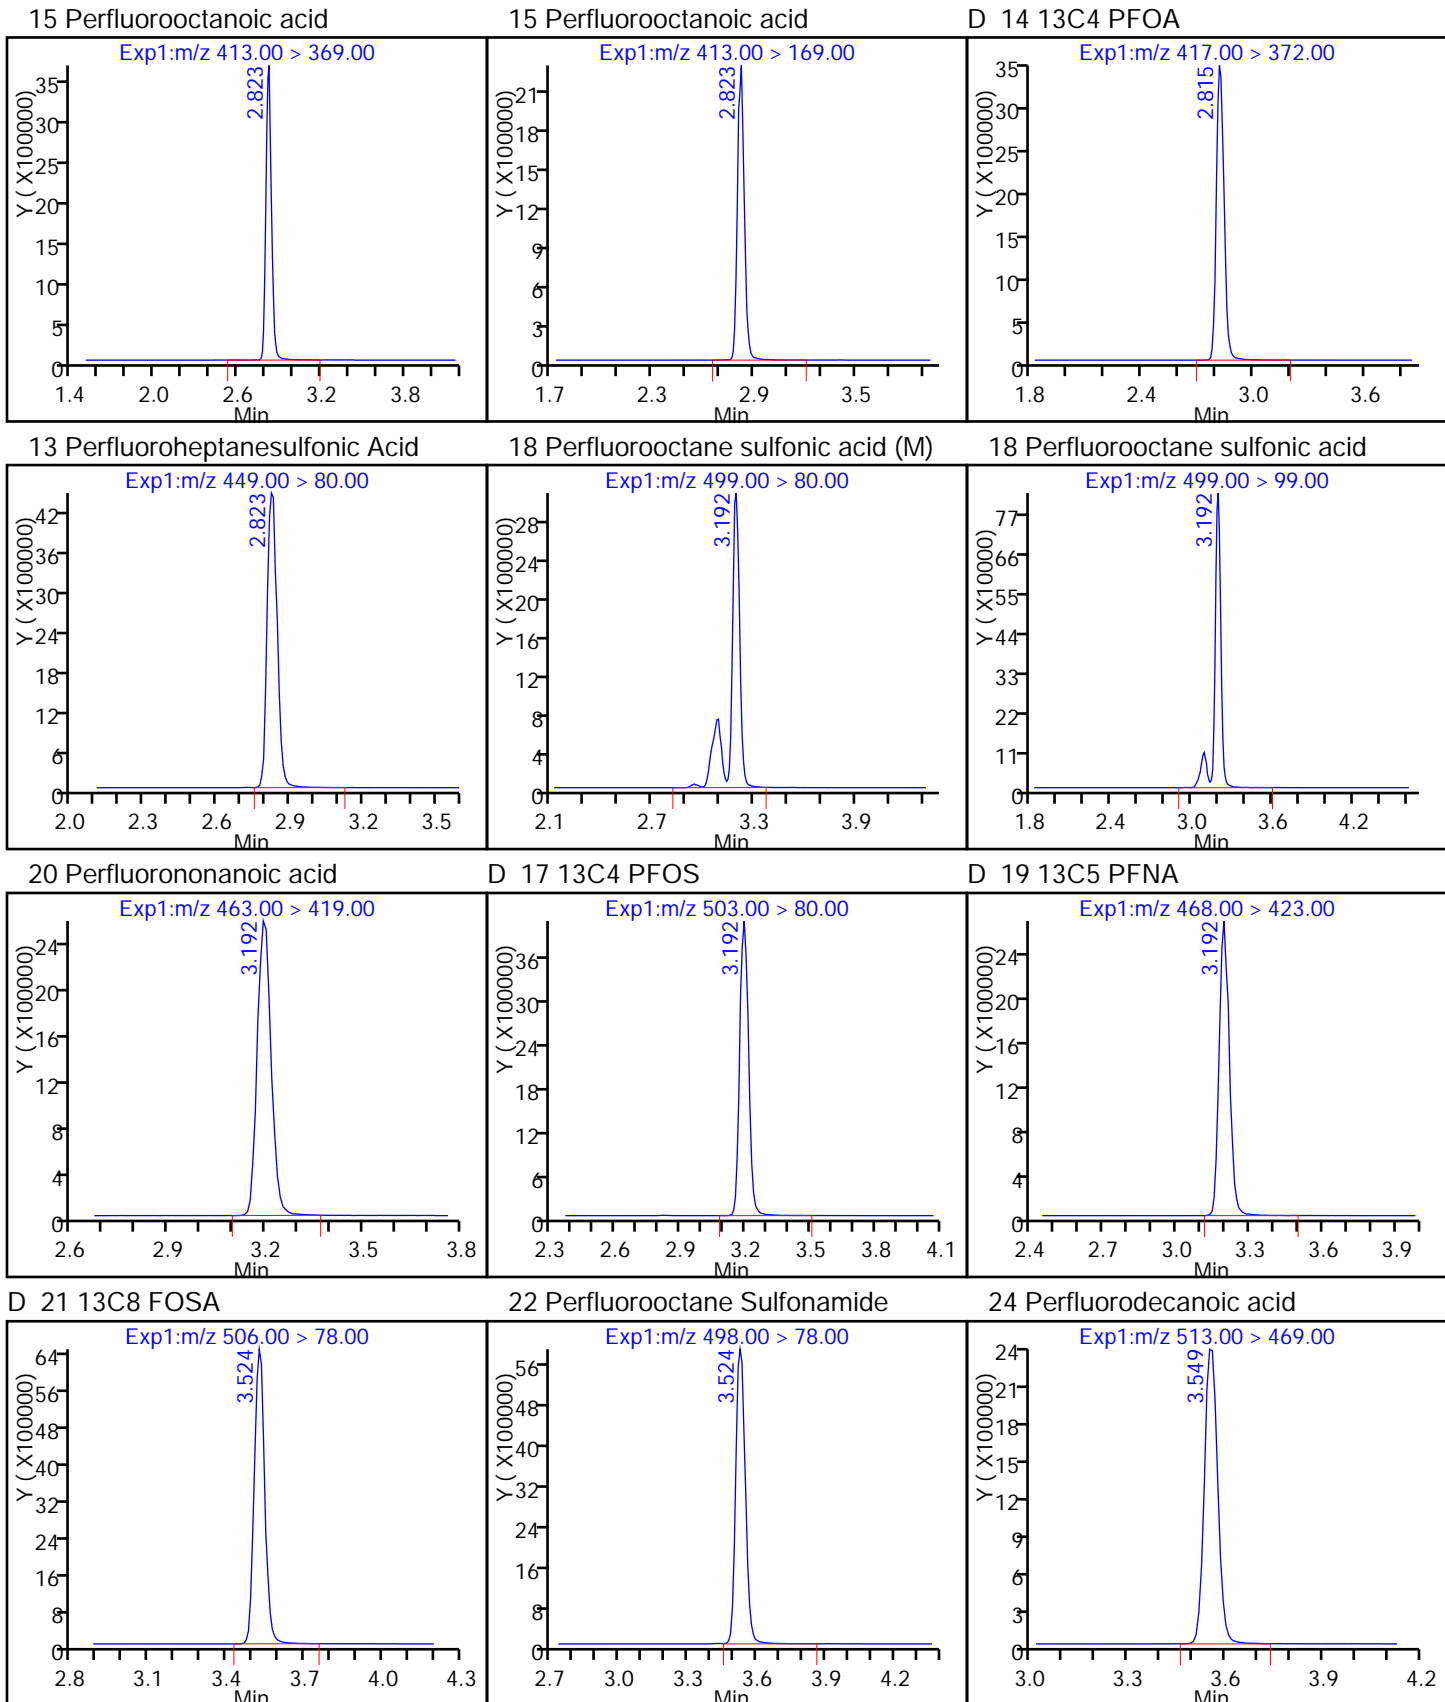 15 Perfluorooctanoic acid
Exp1:m/z 413.00 > 369.00
2.823
Y ( X100000)
35
30
25
20
15
10
5
0
1.4 2.0 2.6 3.2 3.8
Min
15 Perfluorooctanoic acid
Exp1:m/z 413.00 > 169.00
2.823
Y ( X100000)
21
18
15
12
9
6
3
0
1.7 2.3 2.9 3.5
Min
D 14 13C4 PFOA
Exp1:m/z 417.00 > 372.00
2.815
Y ( X100000)
35
30
25
20
15
10
5
0
1.8 2.4 3.0 3.6
Min
13 Perfluoroheptanesulfonic Acid
Exp1:m/z 449.00 > 80.00
2.823
Y ( X100000)
42
36
30
24
18
12
6
0
2.0 2.3 2.6 2.9 3.2 3.5
Min
18 Perfluorooctane sulfonic acid (M)
Exp1:m/z 499.00 > 80.00
3.192
Y ( X100000)
28
24
20
16
12
8
4
0
2.1 2.7 3.3 3.9
Min
18 Perfluorooctane sulfonic acid
Exp1:m/z 499.00 > 99.00
3.192
Y ( X10000)
77
66
55
44
33
22
11
0
1.8 2.4 3.0 3.6 4.2
Min
20 Perfluorononanoic acid
Exp1:m/z 463.00 > 419.00
3.192
Y ( X100000)
24
20
16
12
8
4
0
2.6 2.9 3.2 3.5 3.8
Min
D 17 13C4 PFOS
Exp1:m/z 503.00 > 80.00
3.192
Y ( X100000)
36
30
24
18
12
6
0
2.3 2.6 2.9 3.2 3.5 3.8 4.1
Min
D 19 13C5 PFNA
Exp1:m/z 468.00 > 423.00
3.192
Y ( X100000)
24
20
16
12
8
4
0
2.4 2.7 3.0 3.3 3.6 3.9
Min
D 21 13C8 FOSA
Exp1:m/z 506.00 > 78.00
3.524
Y ( X100000)
64
56
48
40
32
24
16
8
0
2.8 3.1 3.4 3.7 4.0 4.3
Min
22 Perfluorooctane Sulfonamide
Exp1:m/z 498.00 > 78.00
3.524
Y ( X100000)
56
48
40
32
24
16
8
0
2.7 3.0 3.3 3.6 3.9 4.2
Min
24 Perfluorodecanoic acid
Exp1:m/z 513.00 > 469.00
3.549
Y ( X100000)
24
21
18
15
12
9
6
3
0
3.0 3.3 3.6 3.9 4.2
Min